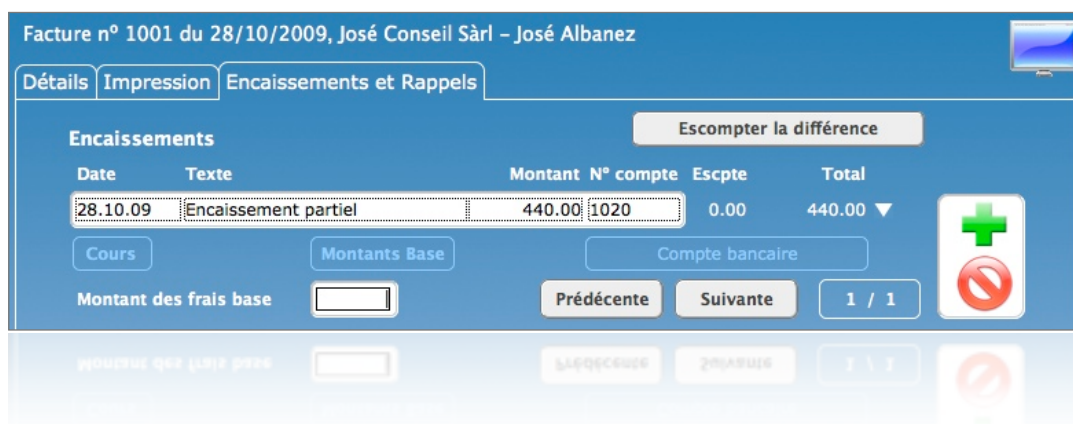 Facture nº 1001 du 28/10/2009, José Conseil Sàrl – José Albanez
Détails Impression Encaissements et Rappels
Encaissements Escompter la différence
Date Texte Montant Nº compte Escpte Total
28.10.09 Encaissement partiel 440.00 1020 0.00 440.00
Cours Montants Base Compte bancaire
Montant des frais base Prédécente Suivante 1 / 1